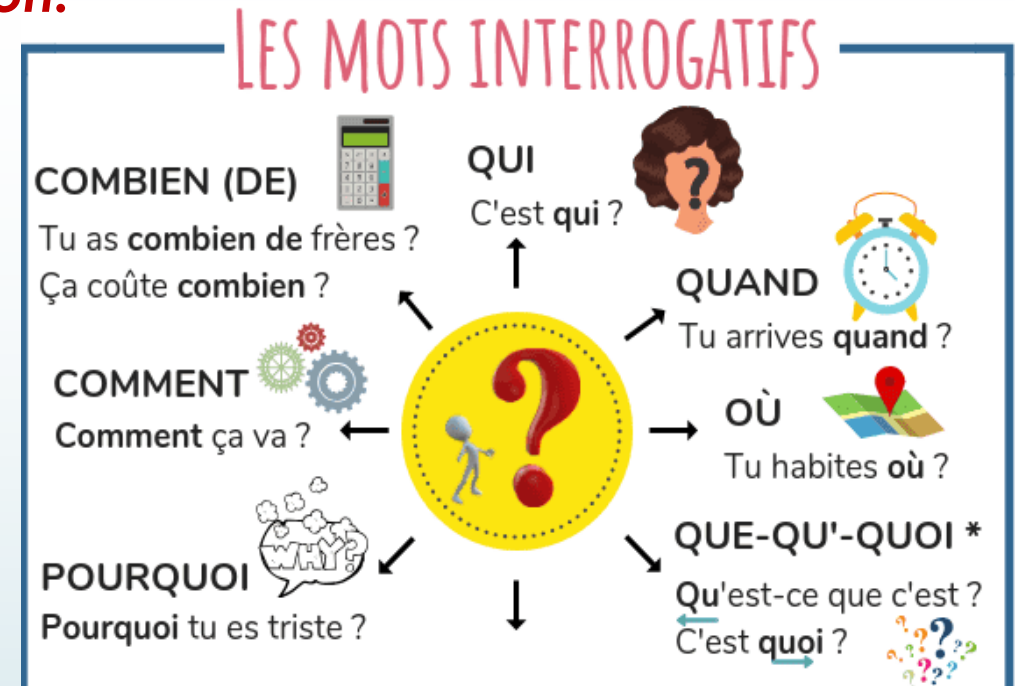 on.
LES MOTS INTERROGATIFS
COMBIEN (DE)
Tu as combien de frères ?
Ça coûte combien ?
QUI
C'est qui ?
QUAND
Tu arrives quand ?
COMMENT
Comment ça va ?
OÙ
Tu habites où ?
POURQUOI
Pourquoi tu es triste ?
WHY?
QUE-QU'-QUOI *
Qu'est-ce que c'est ?
C'est quoi ?